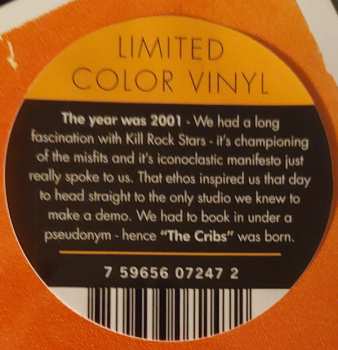 LIMITED
COLOR VINYL
The year was 2001 - We had a long
fascination with Kill Rock Stars - it's championing
of the misfits and it's iconoclastic manifesto just
really spoke to us. That ethos inspired us that day
to head straight to the only studio we knew to
make a demo. We had to book in under a
pseudonym - hence "The Cribs" was born.
7 59656 07247 2